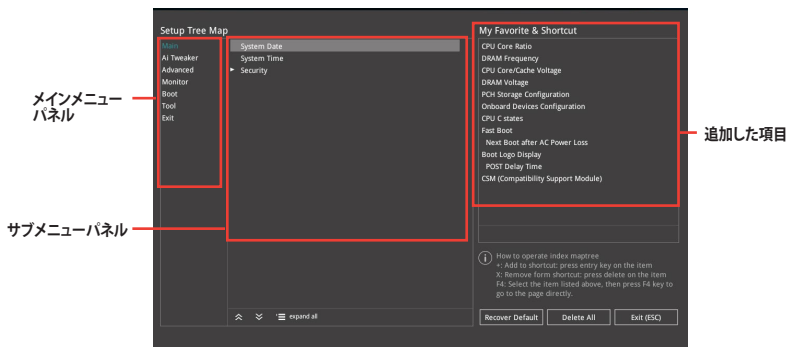 Setup Tree Map
Main
Ai Tweaker
Advanced
Monitor
Boot
Tool
Exit
System Date
System Time
Security
expand all
My Favorite & Shortcut
CPU Core Ratio
DRAM Frequency
CPU Core/Cache Voltage
DRAM Voltage
PCH Storage Configuration
Onboard Devices Configuration
CPU C states
Fast Boot
Next Boot after AC Power Loss
Boot Logo Display
POST Delay Time
CSM (Compatibility Support Module)
How to operate index maptree
+: Add to shortcut: press entry key on the item
X: Remove form shortcut: press delete on the item
F4: Select the item listed above, then press F4 key to
go to the page directly.
Recover Default
Delete All
Exit (ESC)
メインメニュー
パネル
サブメニューパネル
追加した項目